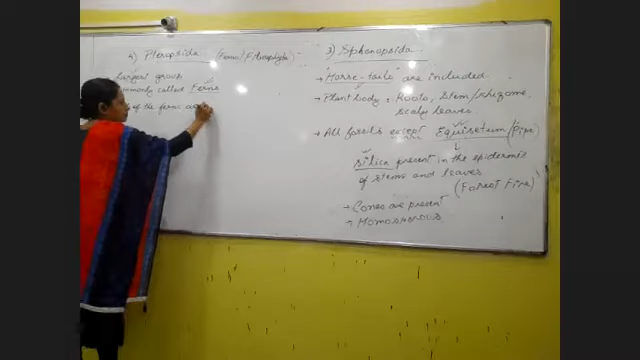 4) Pteropsida (Ferns/Filicophyta)
Largest group
commonly called Ferns
of the ferns are
3) Sphenopsida
→ "Horse-tails" are included.
→ Plant body : Roots, Stem/rhizome
Scaly leaves.
→ All fossils except Equisetum (pipe)
↓
Silica present in the epidermis
of stems and leaves
(Forest Fire)
→ Cones are present
→ Homosporous